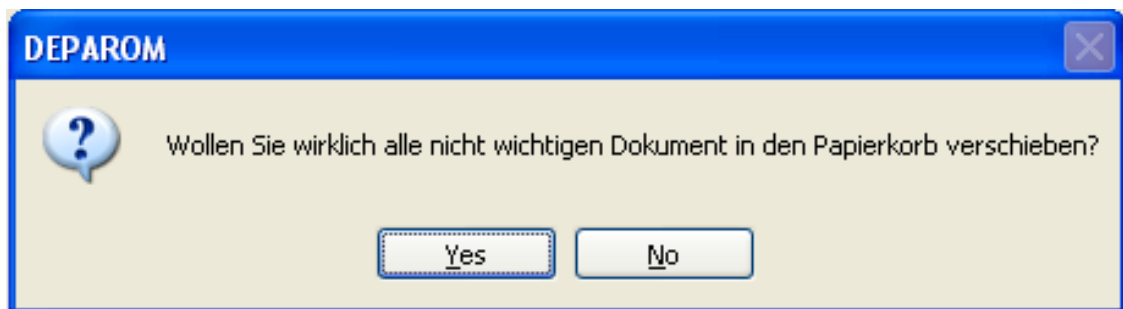 DEPAROM
Wollen Sie wirklich alle nicht wichtigen Dokument in den Papierkorb verschieben?
Yes No